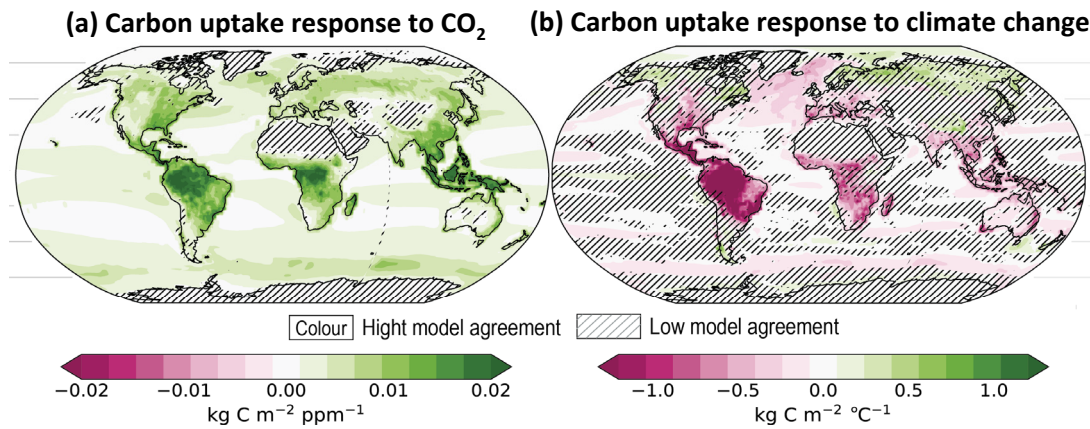 (a) Carbon uptake response to CO₂
(b) Carbon uptake response to climate change
Colour Hight model agreement Low model agreement
−0.02 −0.01 0.00 0.01 0.02
kg C m⁻² ppm⁻¹
−1.0 −0.5 0.0 0.5 1.0
kg C m⁻² °C⁻¹